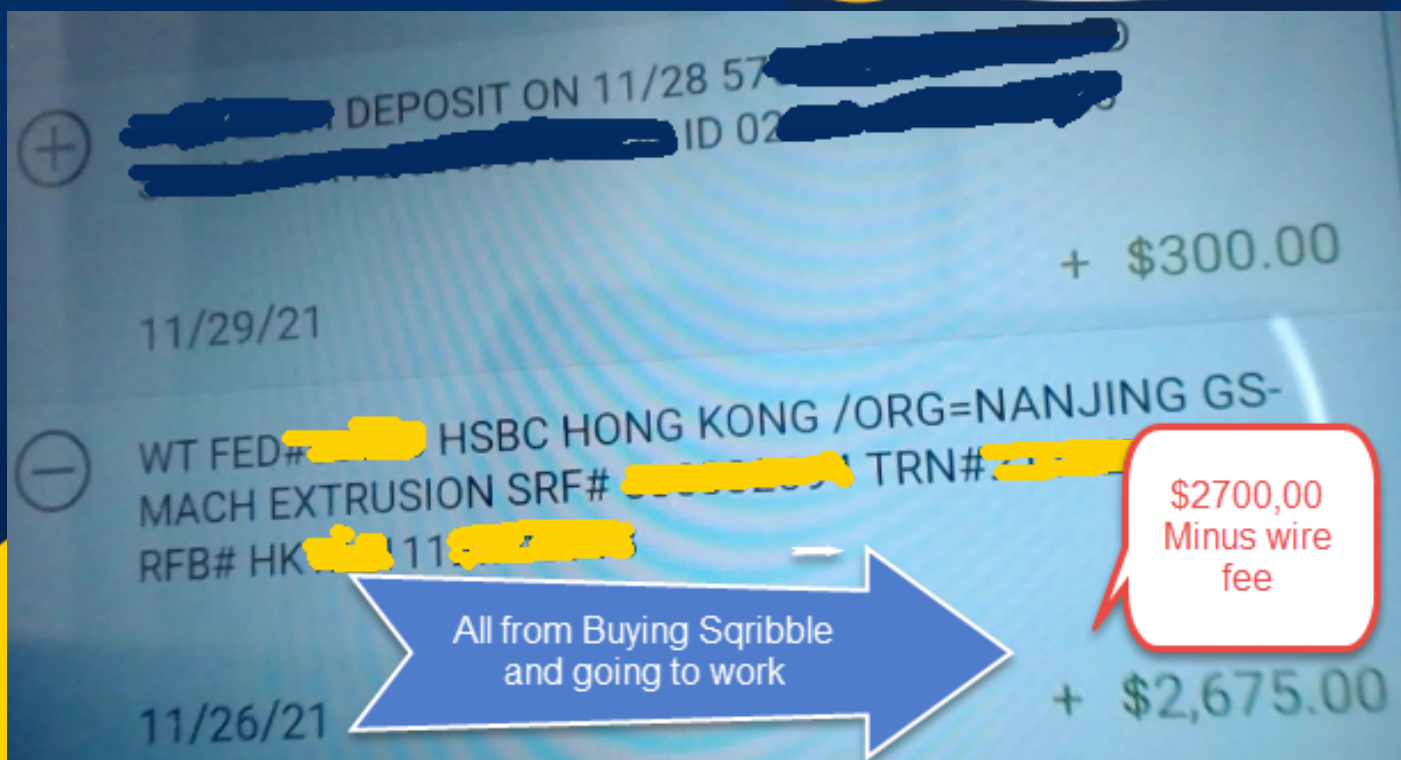 DEPOSIT ON 11/28 57
ID 02
+ $300.00
11/29/21
WT FED# HSBC HONG KONG /ORG=NANJING GS-
MACH EXTRUSION SRF# TRN#
RFB# HK 11
$2700,00
Minus wire
fee
All from Buying Sqribble
and going to work
+ $2,675.00
11/26/21